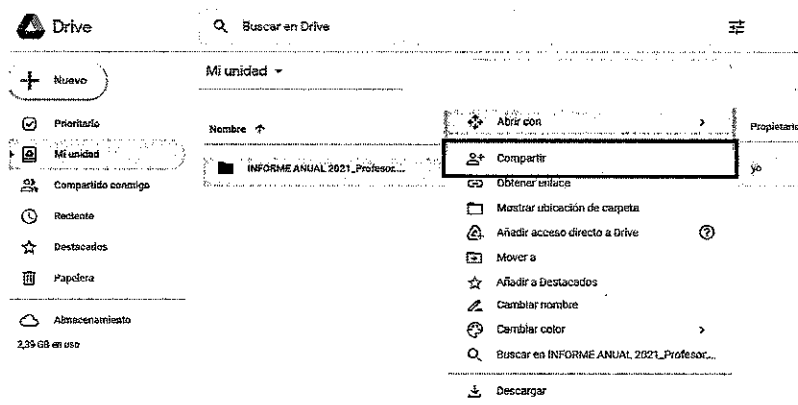 Drive
Buscar en Drive
Nuevo
Mi unidad
Prioritario
Mi unidad
Compartido conmigo
Reciente
Destacados
Papelera
Almacenamiento
2,39 GB en uso
Nombre
Propietario
INFORME ANUAL 2021_Profesor....
yo
Abrir con
Compartir
Obtener enlace
Mostrar ubicación de carpeta
Añadir acceso directo a Drive
Mover a
Añadir a Destacados
Cambiar nombre
Cambiar color
Buscar en INFORME ANUAL 2021_Profesor...
Descargar